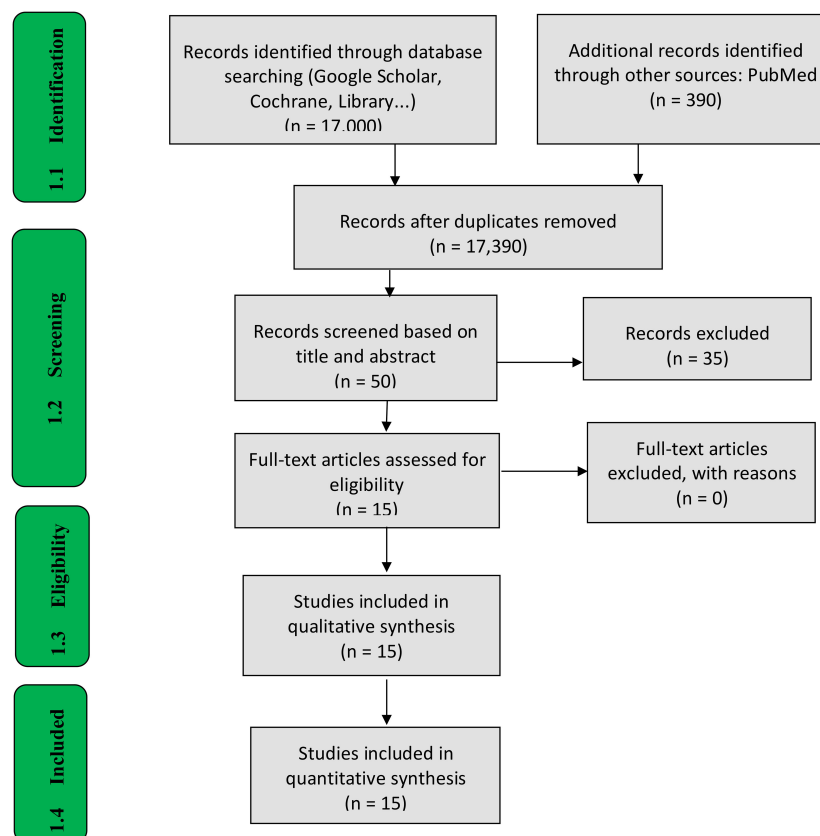 1.1 Identification
Records identified through database
searching (Google Scholar,
Cochrane, Library...)
(n = 17,000)
Additional records identified
through other sources: PubMed
(n = 390)
Records after duplicates removed
(n = 17,390)
1.2 Screening
Records screened based on
title and abstract
(n = 50)
Records excluded
(n = 35)
Full-text articles assessed for
eligibility
(n = 15)
Full-text articles
excluded, with reasons
(n = 0)
1.3 Eligibility
Studies included in
qualitative synthesis
(n = 15)
1.4 Included
Studies included in
quantitative synthesis
(n = 15)